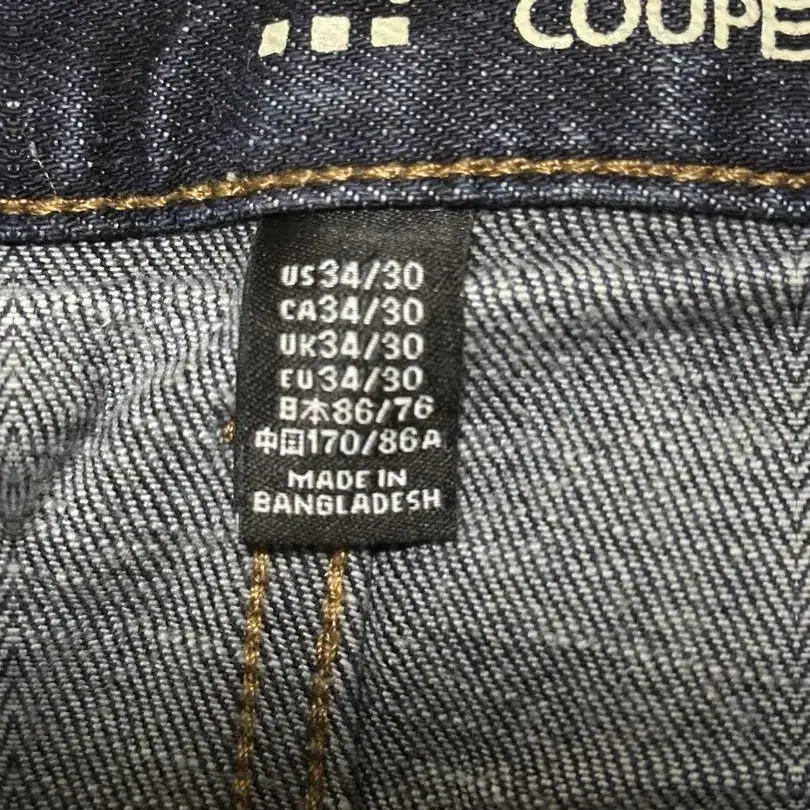 COUPE
US34/30
CA34/30
UK34/30
EU34/30
日本86/76
中国170/86A
MADE IN
BANGLADESH